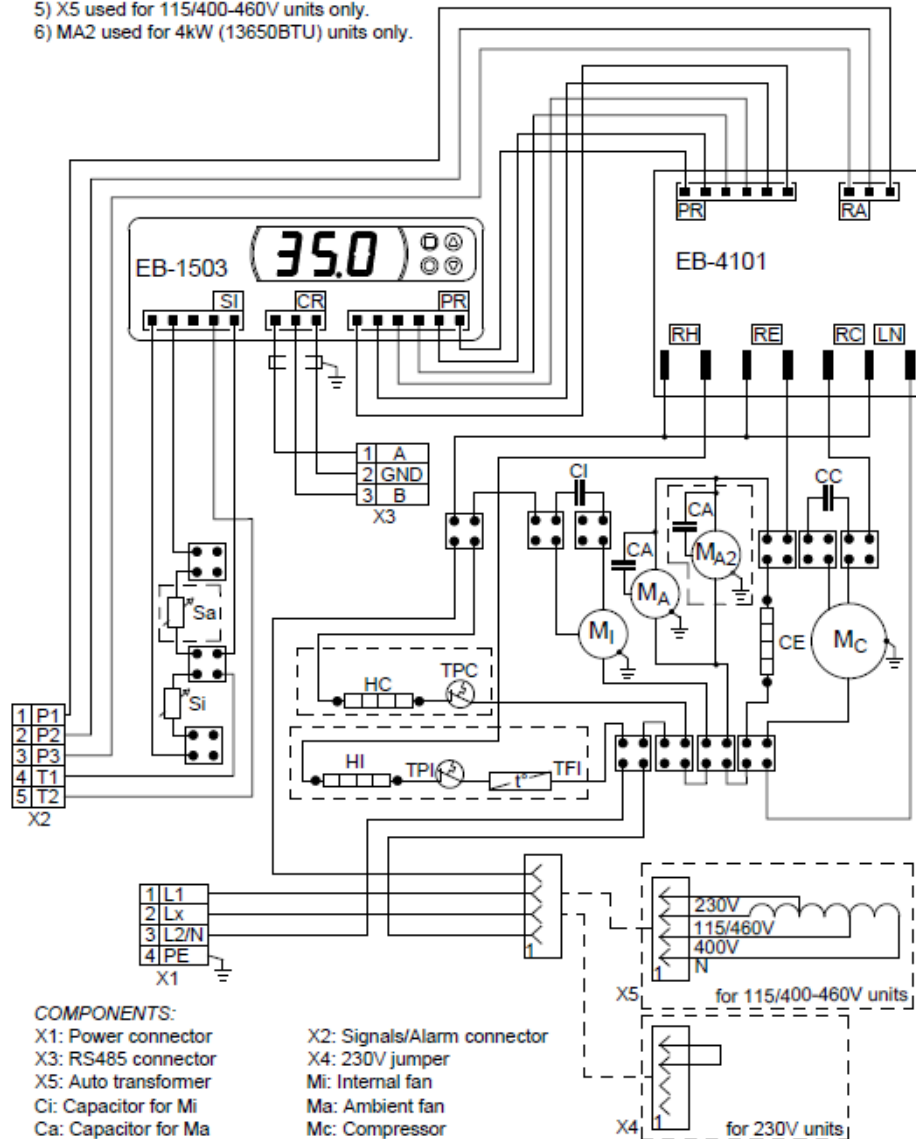 5) X5 used for 115/400-460V units only.
6) MA2 used for 4kW (13650BTU) units only.
PR
RA
EB-4101
EB-1503
35.0
SI
CR
PR
RH
RE
RC
LN
1 A
2 GND
3 B
X3
CI
CC
CA
CA
MA2
MA
MI
CE
MC
Sa
Si
HC
TPC
HI
TPI
t°
TFI
1 P1
2 P2
3 P3
4 T1
5 T2
X2
1 L1
2 Lx
3 L2/N
4 PE
X1
1
230V
115/460V
400V
N
1
X5
for 115/400-460V units
1
X4
for 230V units
COMPONENTS:
X1: Power connector
X2: Signals/Alarm connector
X3: RS485 connector
X4: 230V jumper
X5: Auto transformer
Mi: Internal fan
Ci: Capacitor for Mi
Ma: Ambient fan
Ca: Capacitor for Ma
Mc: Compressor